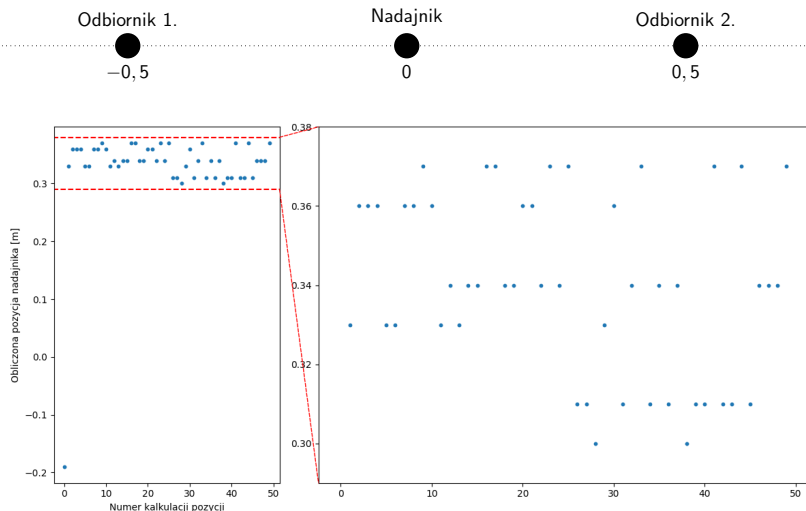 Odbiornik 1. Nadajnik Odbiornik 2.
−0,5 0 0,5
0.3
0.2
0.1
0.0
−0.1
−0.2
Obliczona pozycja nadajnika [m]
0 10 20 30 40 50
Numer kalkulacji pozycji
0.38
0.36
0.34
0.32
0.30
0 10 20 30 40 50